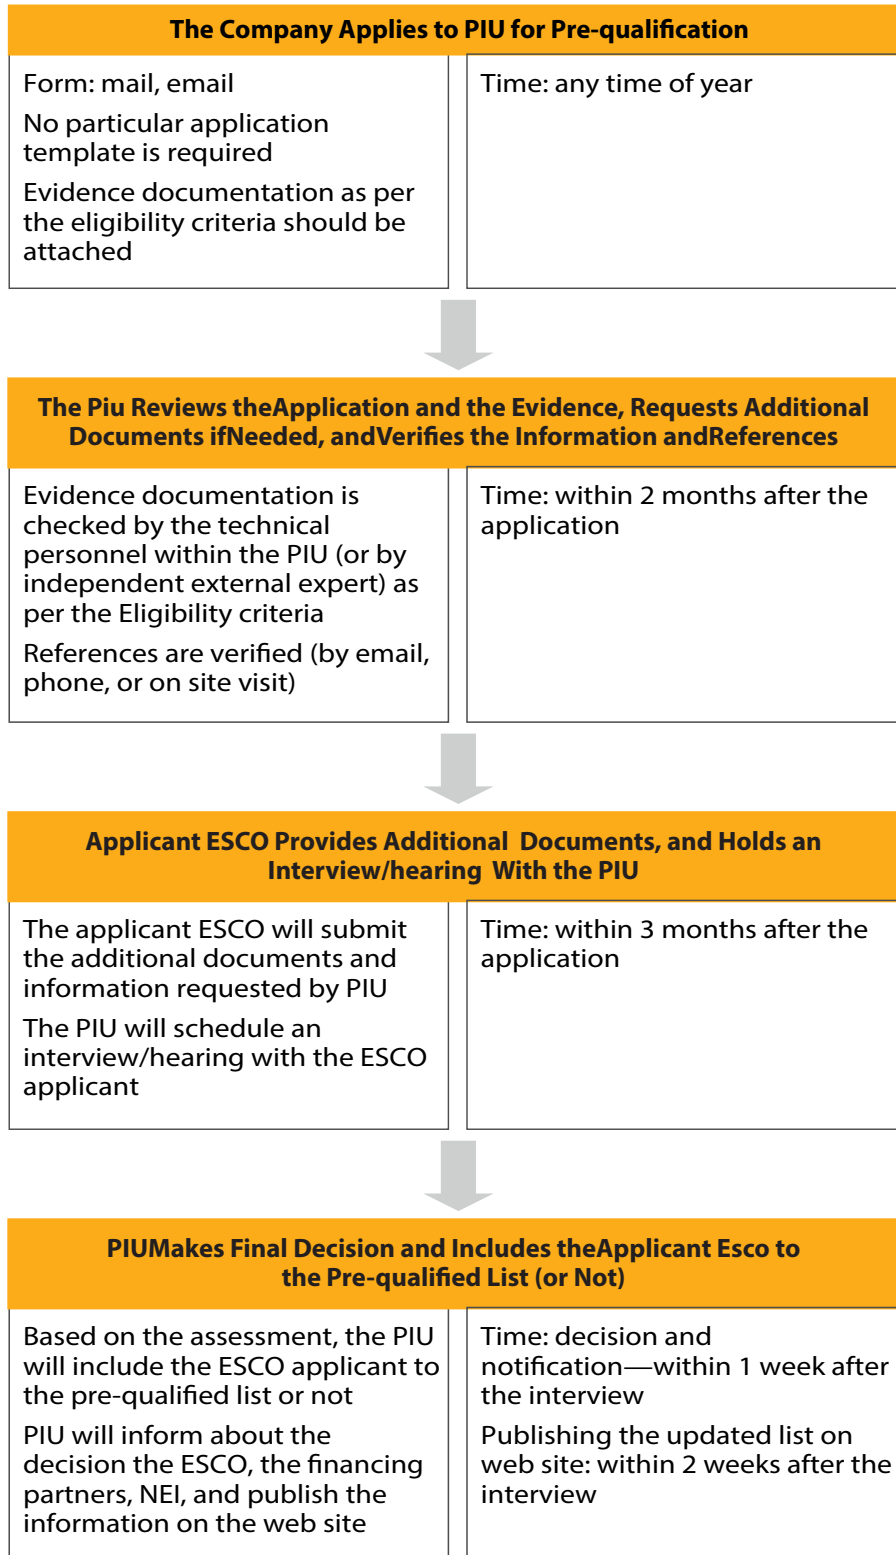 The Company Applies to PIU for Pre-qualification
Form: mail, email
No particular application
template is required
Evidence documentation as per
the eligibility criteria should be
attached
Time: any time of year
The Piu Reviews theApplication and the Evidence, Requests Additional
Documents ifNeeded, andVerifies the Information andReferences
Evidence documentation is
checked by the technical
personnel within the PIU (or by
independent external expert) as
per the Eligibility criteria
References are verified (by email,
phone, or on site visit)
Time: within 2 months after the
application
Applicant ESCO Provides Additional Documents, and Holds an
Interview/hearing With the PIU
The applicant ESCO will submit
the additional documents and
information requested by PIU
The PIU will schedule an
interview/hearing with the ESCO
applicant
Time: within 3 months after the
application
PIUMakes Final Decision and Includes theApplicant Esco to
the Pre-qualified List (or Not)
Based on the assessment, the PIU
will include the ESCO applicant to
the pre-qualified list or not
PIU will inform about the
decision the ESCO, the financing
partners, NEI, and publish the
information on the web site
Time: decision and
notification—within 1 week after
the interview
Publishing the updated list on
web site: within 2 weeks after the
interview